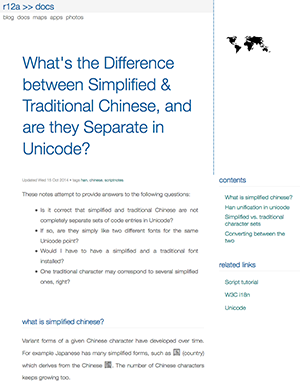 r12a >> docs
blog docs maps apps photos
What's the Difference
between Simplified &
Traditional Chinese, and
are they Separate in
Unicode?
Updated Wed 15 Oct 2014 • tags han, chinese, scriptnotes
These notes attempt to provide answers to the following questions:
• Is it correct that simplified and traditional Chinese are not
completely separate sets of code entries in Unicode?
• If so, are they simply like two different fonts for the same
Unicode point?
• Would I have to have a simplified and a traditional font
installed?
• One traditional character may correspond to several simplified
ones, right?
what is simplified chinese?
Variant forms of a given Chinese character have developed over time.
For example Japanese has many simplified forms, such as (country)
which derives from the Chinese . The number of Chinese characters
keeps growing too.
contents
What is simplified chinese?
Han unification in unicode
Simplified vs. traditional
character sets
Converting between the
two
related links
Script tutorial
W3C I18n
Unicode